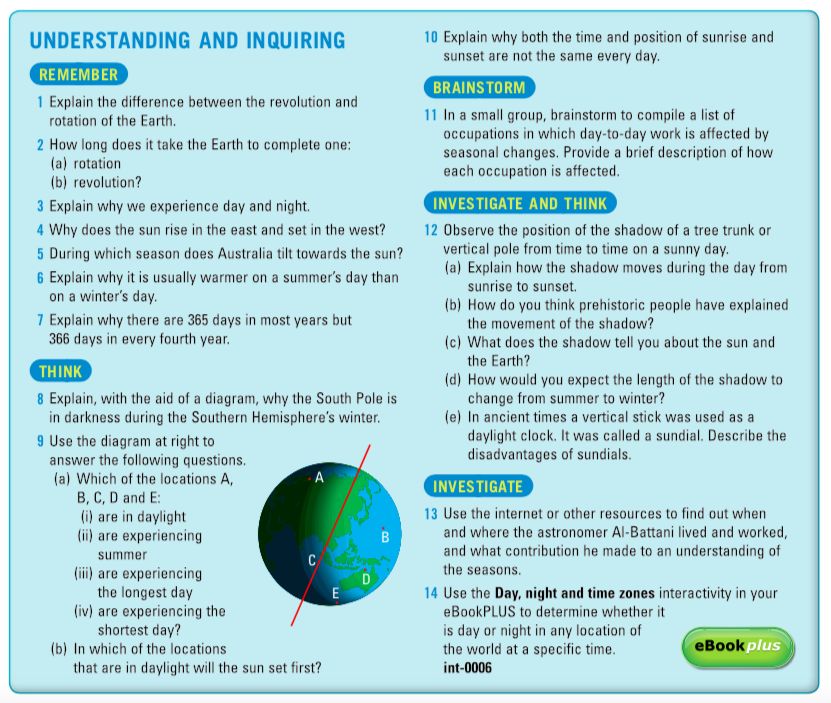 UNDERSTANDING AND INQUIRING
REMEMBER
1 Explain the difference between the revolution and
rotation of the Earth.
2 How long does it take the Earth to complete one:
(a) rotation
(b) revolution?
3 Explain why we experience day and night.
4 Why does the sun rise in the east and set in the west?
5 During which season does Australia tilt towards the sun?
6 Explain why it is usually warmer on a summer's day than
on a winter's day.
7 Explain why there are 365 days in most years but
366 days in every fourth year.
THINK
8 Explain, with the aid of a diagram, why the South Pole is
in darkness during the Southern Hemisphere's winter.
9 Use the diagram at right to
answer the following questions.
(a) Which of the locations A,
B, C, D and E:
(i) are in daylight
(ii) are experiencing
summer
(iii) are experiencing
the longest day
(iv) are experiencing the
shortest day?
(b) In which of the locations
that are in daylight will the sun set first?
A
B
C
D
E
10 Explain why both the time and position of sunrise and
sunset are not the same every day.
BRAINSTORM
11 In a small group, brainstorm to compile a list of
occupations in which day-to-day work is affected by
seasonal changes. Provide a brief description of how
each occupation is affected.
INVESTIGATE AND THINK
12 Observe the position of the shadow of a tree trunk or
vertical pole from time to time on a sunny day.
(a) Explain how the shadow moves during the day from
sunrise to sunset.
(b) How do you think prehistoric people have explained
the movement of the shadow?
(c) What does the shadow tell you about the sun and
the Earth?
(d) How would you expect the length of the shadow to
change from summer to winter?
(e) In ancient times a vertical stick was used as a
daylight clock. It was called a sundial. Describe the
disadvantages of sundials.
INVESTIGATE
13 Use the internet or other resources to find out when
and where the astronomer Al-Battani lived and worked,
and what contribution he made to an understanding of
the seasons.
14 Use the Day, night and time zones interactivity in your
eBookPLUS to determine whether it
is day or night in any location of
the world at a specific time.
int-0006
eBookplus